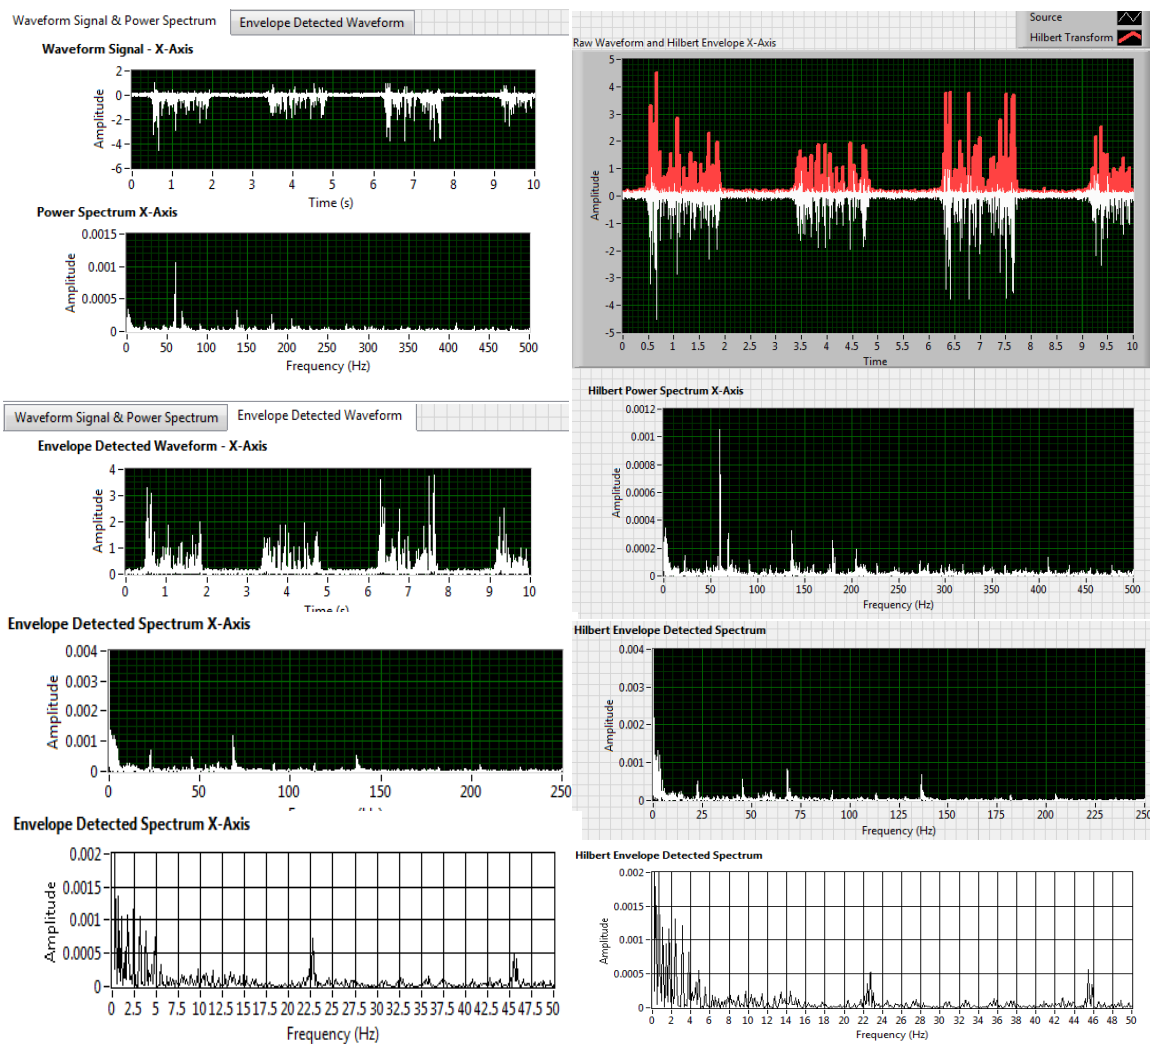 Waveform Signal & Power Spectrum
Envelope Detected Waveform
Waveform Signal - X-Axis
Amplitude
2
0
-2
-4
-6
0 1 2 3 4 5 6 7 8 9 10
Time (s)
Power Spectrum X-Axis
Amplitude
0.0015
0.001
0.0005
0
0 50 100 150 200 250 300 350 400 450 500
Frequency (Hz)
Waveform Signal & Power Spectrum
Envelope Detected Waveform
Envelope Detected Waveform - X-Axis
Amplitude
4
3
2
1
0
0 1 2 3 4 5 6 7 8 9 10
Time (s)
Envelope Detected Spectrum X-Axis
Amplitude
0.004
0.003
0.002
0.001
0
0 50 100 150 200 250
Envelope Detected Spectrum X-Axis
Amplitude
0.002
0.0015
0.001
0.0005
0
0 2.5 5 7.5 10 12.5 15 17.5 20 22.5 25 27.5 30 32.5 35 37.5 40 42.5 45 47.5 50
Frequency (Hz)
Source
Hilbert Transform
Raw Waveform and Hilbert Envelope X-Axis
Amplitude
5
4
3
2
1
0
-1
-2
-3
-4
-5
0 0.5 1 1.5 2 2.5 3 3.5 4 4.5 5 5.5 6 6.5 7 7.5 8 8.5 9 9.5 10
Time
Hilbert Power Spectrum X-Axis
Amplitude
0.0012
0.001
0.0008
0.0006
0.0004
0.0002
0
0 50 100 150 200 250 300 350 400 450 500
Frequency (Hz)
Hilbert Envelope Detected Spectrum
Amplitude
0.004
0.003
0.002
0.001
0
0 25 50 75 100 125 150 175 200 225 250
Frequency (Hz)
Hilbert Envelope Detected Spectrum
Amplitude
0.002
0.0015
0.001
0.0005
0
0 2 4 6 8 10 12 14 16 18 20 22 24 26 28 30 32 34 36 38 40 42 44 46 48 50
Frequency (Hz)